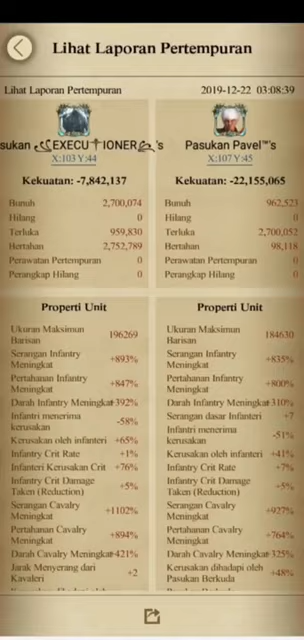 Lihat Laporan Pertempuran
Lihat Laporan Pertempuran 2019-12-22 03:08:39
sukan EXECU†IONER 's
X:103 Y:44
Kekuatan: -7,842,137
Bunuh 2,700,074
Hilang 0
Terluka 959,830
Bertahan 2,752,789
Perawatan Pertempuran 0
Perangkap Hilang 0
Properti Unit
Ukuran Maksimun Barisan 196269
Serangan Infantry Meningkat +893%
Pertahanan Infantry Meningkat +847%
Darah Infantry Meningkat+392%
Infantri menerima kerusakan -58%
Kerusakan oleh infanteri +65%
Infantry Crit Rate +1%
Infanteri Kerusakan Crit +76%
Infantry Crit Damage Taken (Reduction) +5%
Serangan Cavalry Meningkat +1102%
Pertahanan Cavalry Meningkat +894%
Darah Cavalry Meningkat+421%
Jarak Menyerang dari Kavaleri +2
Pasukan Pavel™'s
X:107 Y:45
Kekuatan: -22,155,065
Bunuh 962,523
Hilang 0
Terluka 2,700,052
Bertahan 98,118
Perawatan Pertempuran 0
Perangkap Hilang 0
Properti Unit
Ukuran Maksimun Barisan 184630
Serangan Infantry Meningkat +835%
Pertahanan Infantry Meningkat +800%
Darah Infantry Meningkat+310%
Serangan dasar Infanteri +7
Infantri menerima kerusakan -51%
Kerusakan oleh infanteri +41%
Infantry Crit Rate +7%
Infantry Crit Damage Taken (Reduction) +5%
Serangan Cavalry Meningkat +927%
Pertahanan Cavalry Meningkat +764%
Darah Cavalry Meningkat+325%
Kerusakan dihadapi oleh Pasukan Berkuda +48%